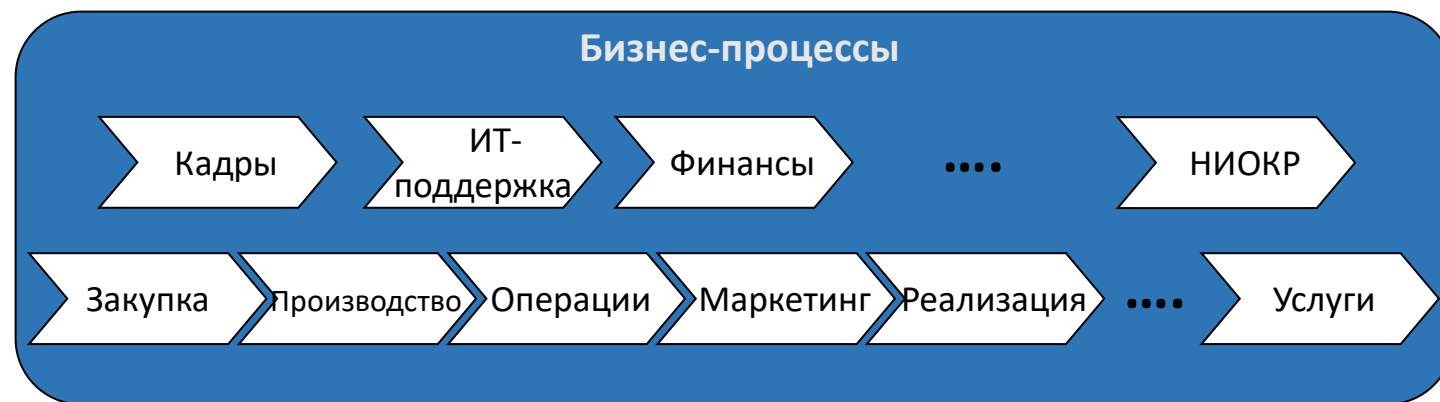 Бизнес-процессы
Кадры
ИТ-
поддержка
Финансы
....
НИОКР
Закупка
Производство
Операции
Маркетинг
Реализация
....
Услуги